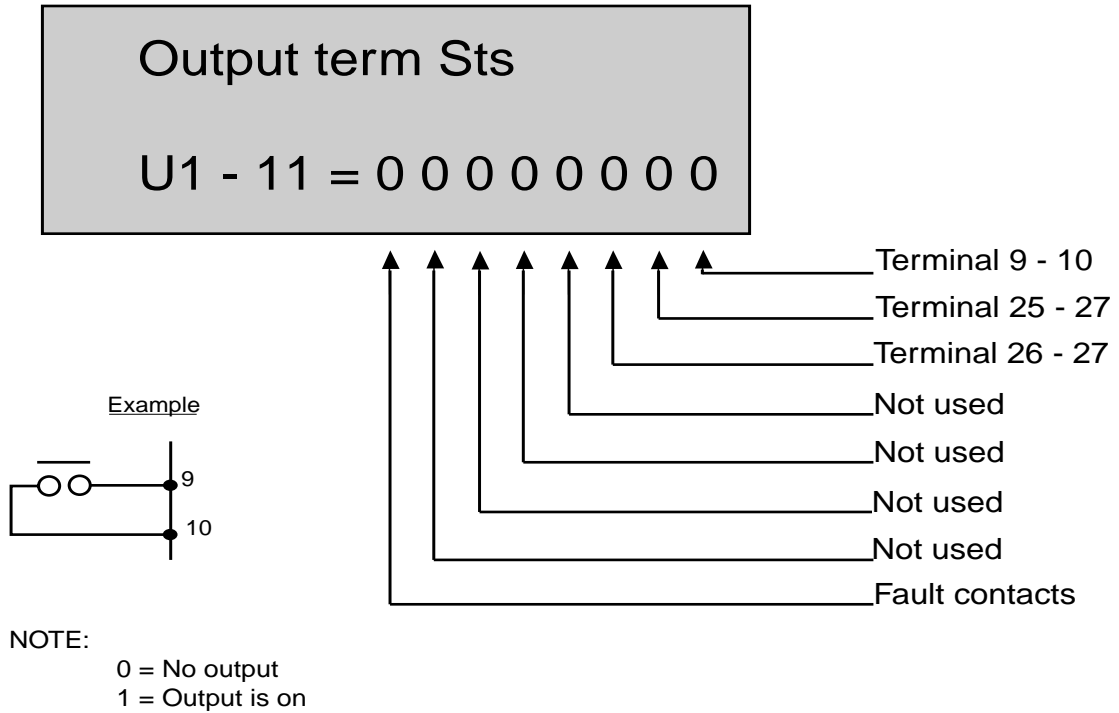 Output term Sts
U1 - 11 = 0 0 0 0 0 0 0 0
Terminal 9 - 10
Terminal 25 - 27
Terminal 26 - 27
Not used
Not used
Not used
Not used
Fault contacts
Example
9
10
NOTE:
0 = No output
1 = Output is on